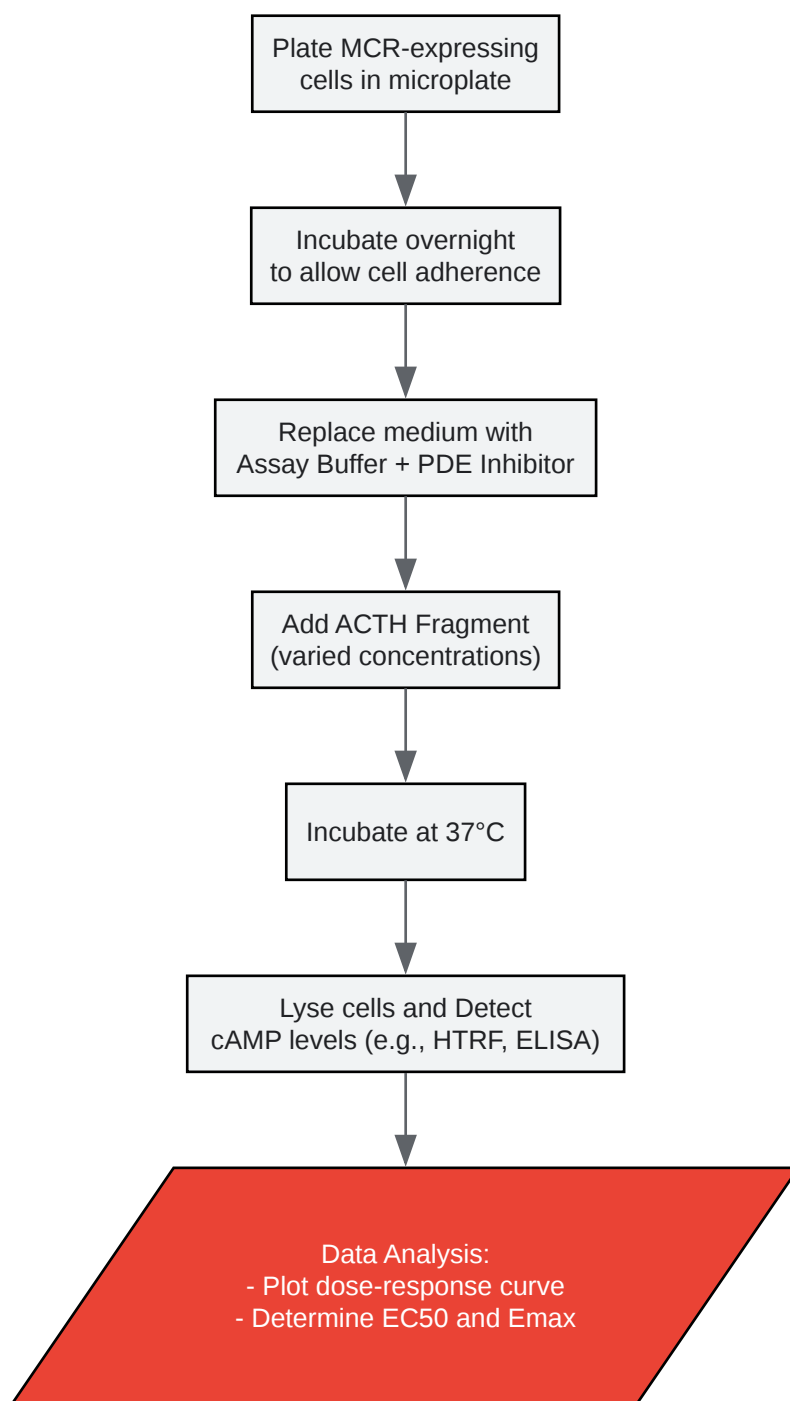 Plate MCR-expressing
cells in microplate
Incubate overnight
to allow cell adherence
Replace medium with
Assay Buffer + PDE Inhibitor
Add ACTH Fragment
(varied concentrations)
Incubate at 37°C
Lyse cells and Detect
cAMP levels (e.g., HTRF, ELISA)
Data Analysis:
- Plot dose-response curve
- Determine EC50 and Emax